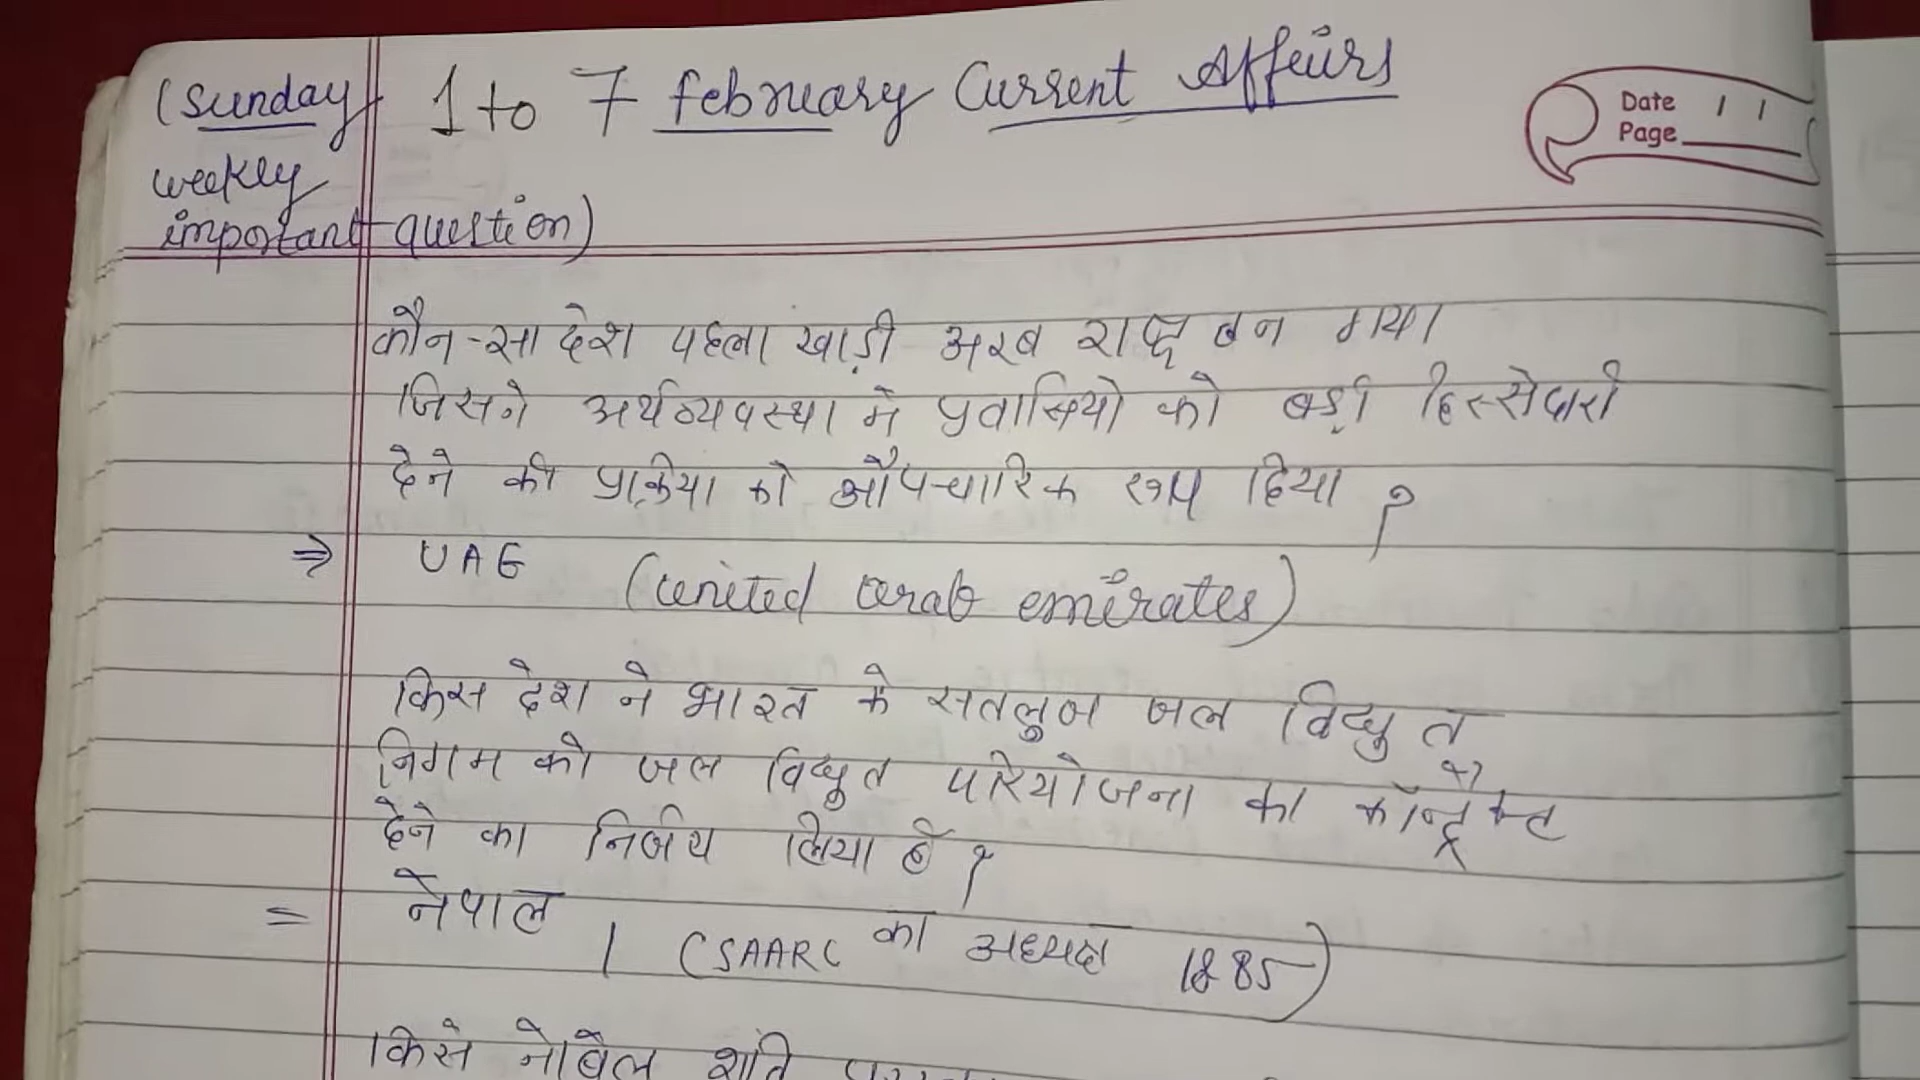 (Sunday 1 to 7 february Current Affairs
weekly
important question)
Date / /
Page
कौन-सा देश पहला खाड़ी अरब राष्ट्र बन गया
जिसने अर्थव्यवस्था में प्रवासियो को बड़ी हिस्सेदारी
देने की प्रक्रिया को औपचारिक रूप दिया ?
⇒ UAE (united arab emirates)
किस देश ने भारत के सतलुज जल विद्युत
निगम को जल विद्युत परियोजना का कॉन्ट्रैक्ट
देने का निर्णय लिया है ?
= नेपाल | (SAARC का अध्यक्ष 1885)
किसे नोबेल शांति